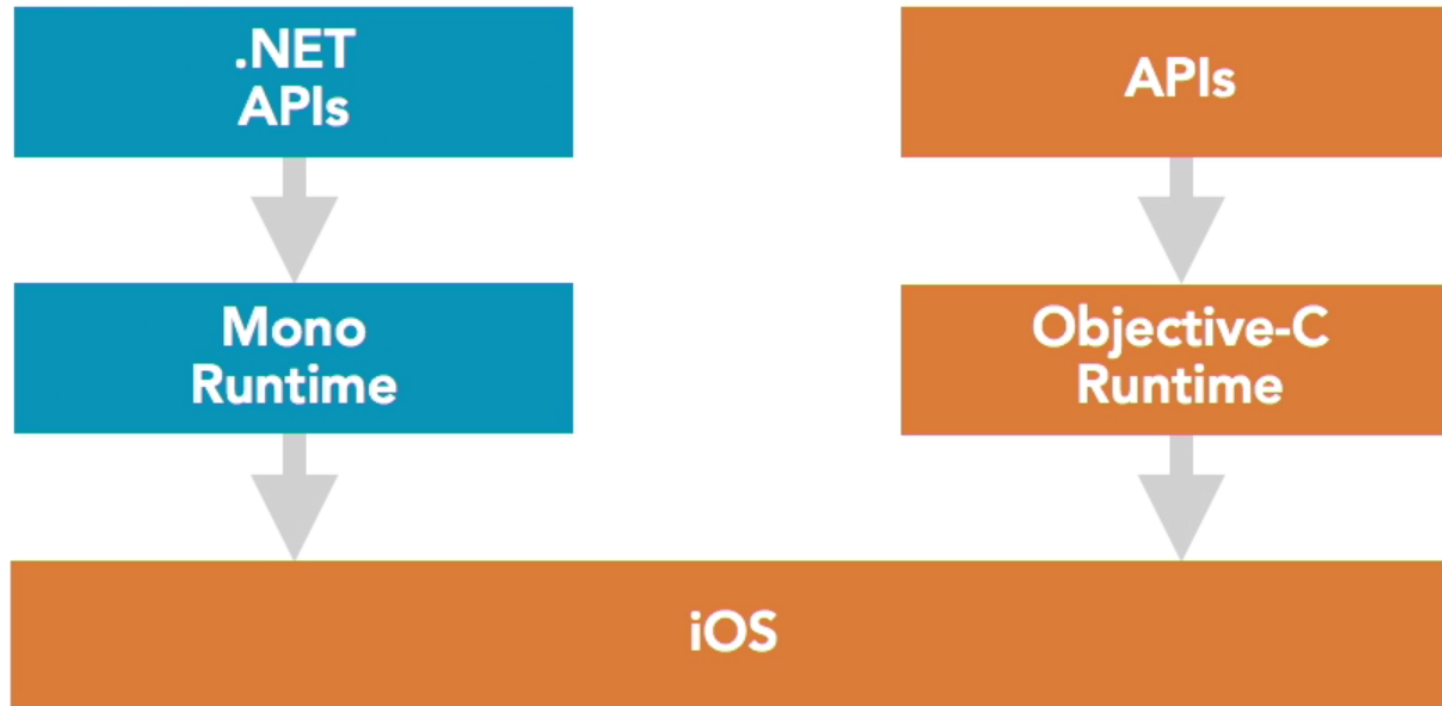 .NET
APIs
APIs
Mono
Runtime
Objective-C
Runtime
iOS